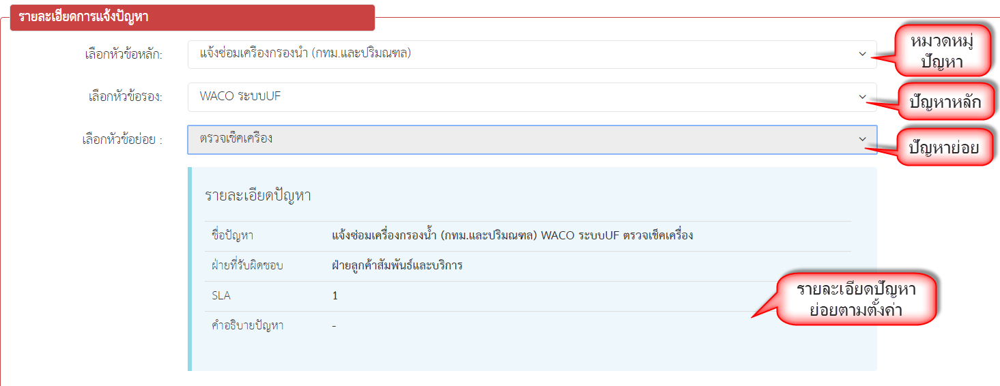 รายละเอียดการแจ้งปัญหา
เลือกหัวข้อหลัก:
แจ้งซ่อมเครื่องกรองน้ำ (กทม.และปริมณฑล)
หมวดหมู่
ปัญหา
เลือกหัวข้อรอง:
WACO ระบบUF
ปัญหาหลัก
เลือกหัวข้อย่อย :
ตรวจเช็คเครื่อง
ปัญหาย่อย
รายละเอียดปัญหา
ชื่อปัญหา
แจ้งซ่อมเครื่องกรองน้ำ (กทม.และปริมณฑล) WACO ระบบUF ตรวจเช็คเครื่อง
ฝ่ายที่รับผิดชอบ
ฝ่ายลูกค้าสัมพันธ์และบริการ
SLA
1
รายละเอียดปัญหา
ย่อยตามตั้งค่า
คำอธิบายปัญหา
-